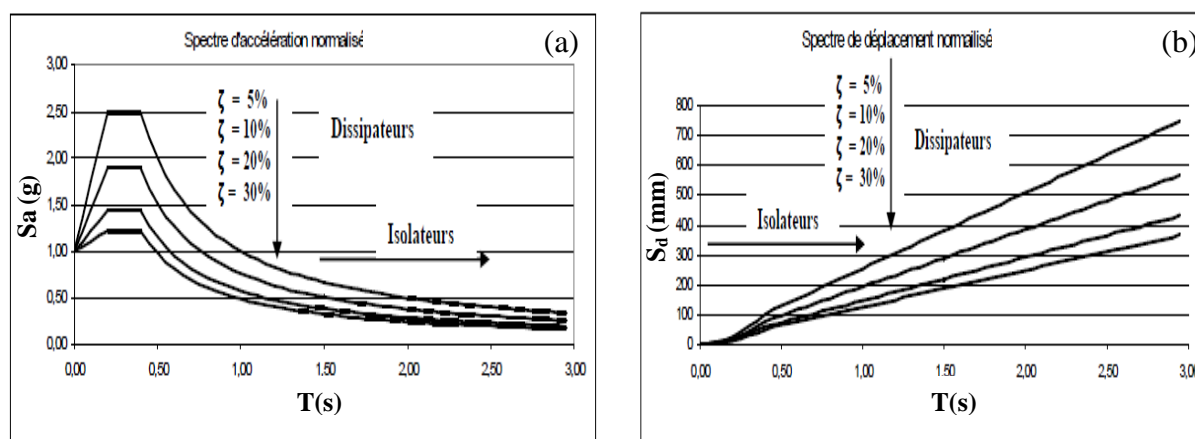 Spectre d'accélération normalisé
(a)
3,00
2,50
2,00
1,50
1,00
0,50
0,00
Sa (g)
ζ = 5%
ζ = 10%
ζ = 20%
ζ = 30%
Dissipateurs
Isolateurs
0,00 0,50 1,00 1,50 2,00 2,50 3,00
T(s)
Spectre de déplacement normailisé
(b)
800
700
600
500
400
300
200
100
0
Sd (mm)
ζ = 5%
ζ = 10%
ζ = 20%
ζ = 30%
Dissipateurs
Isolateurs
0,00 0,50 1,00 1,50 2,00 2,50 3,00
T(s)